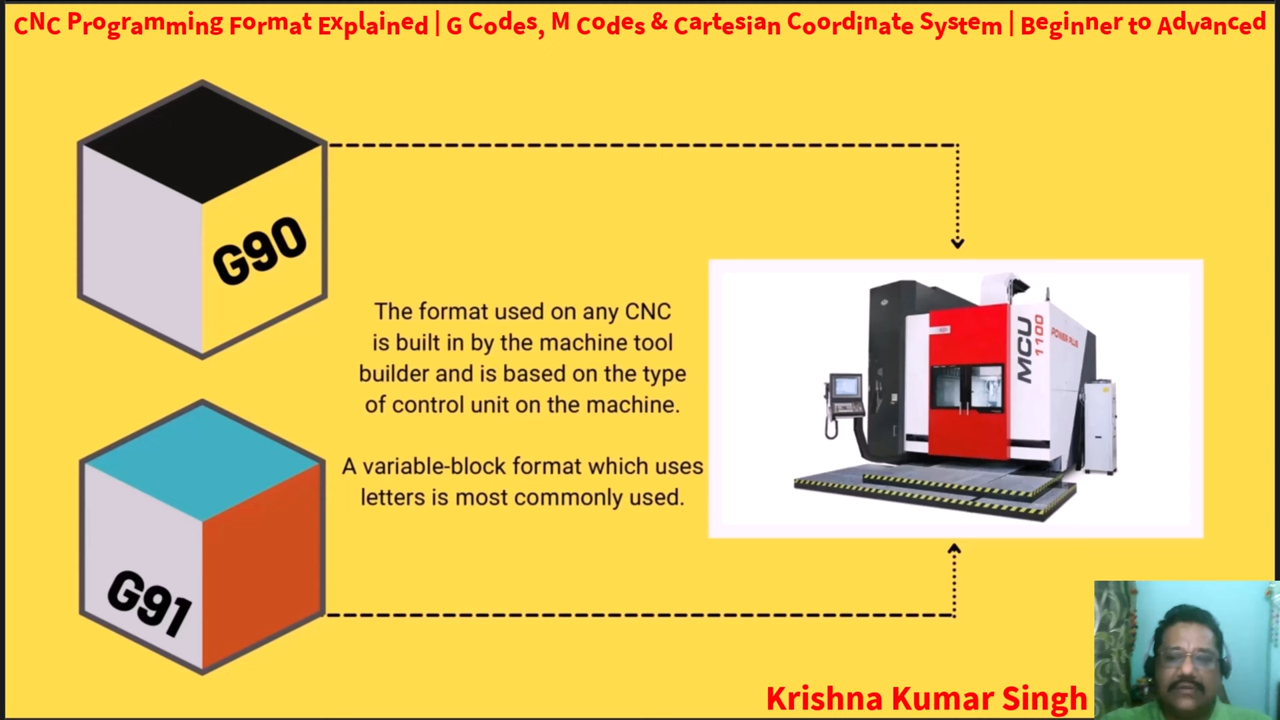 CNC Programming Format Explained | G Codes, M Codes & Cartesian Coordinate System | Beginner to Advanced
G90
The format used on any CNC
is built in by the machine tool
builder and is based on the type
of control unit on the machine.
A variable-block format which uses
letters is most commonly used.
G91
MCU
1100
POWER PLUS
Krishna Kumar Singh